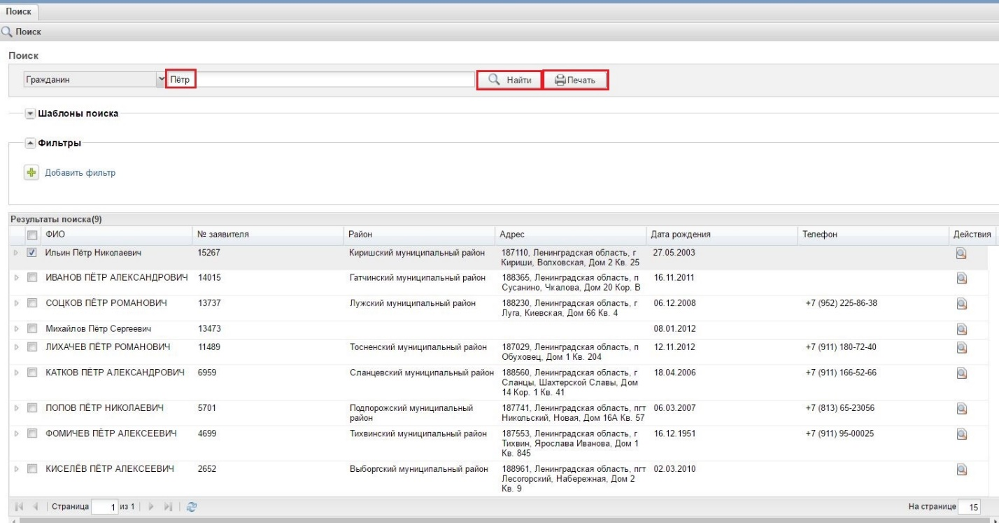 Поиск
Поиск
Поиск
Гражданин Пётр Найти Печать
Шаблоны поиска
Фильтры
Добавить фильтр
Результаты поиска(9)
ФИО № заявителя Район Адрес Дата рождения Телефон Действия
Ильин Пётр Николаевич 15267 Киришский муниципальный район 187110, Ленинградская область, г 27.05.2003
Кириши, Волховская, Дом 2 Кв. 25
ИВАНОВ ПЁТР АЛЕКСАНДРОВИЧ 14015 Гатчинский муниципальный район 188365, Ленинградская область, п 16.11.2011
Сусанино, Чкалова, Дом 20 Кор. В
СОЦКОВ ПЁТР РОМАНОВИЧ 13737 Лужский муниципальный район 188230, Ленинградская область, г 06.12.2008 +7 (952) 225-86-38
Луга, Киевская, Дом 66 Кв. 4
Михайлов Пётр Сергеевич 13473 08.01.2012
ЛИХАЧЕВ ПЁТР РОМАНОВИЧ 11489 Тосненский муниципальный район 187029, Ленинградская область, п 12.11.2012 +7 (911) 180-72-40
Обуховец, Дом 1 Кв. 204
КАТКОВ ПЁТР АЛЕКСАНДРОВИЧ 6959 Сланцевский муниципальный район 188560, Ленинградская область, г 18.04.2006 +7 (911) 166-52-66
Сланцы, Шахтерской Славы, Дом
14 Кор. 1 Кв. 41
ПОПОВ ПЁТР НИКОЛАЕВИЧ 5701 Подпорожский муниципальный 187741, Ленинградская область, пгт 06.03.2007 +7 (813) 65-23056
район Никольский, Новая, Дом 16А Кв. 57
ФОМИЧЕВ ПЁТР АЛЕКСЕЕВИЧ 4699 Тихвинский муниципальный район 187553, Ленинградская область, г 16.12.1951 +7 (911) 95-00025
Тихвин, Ярослава Иванова, Дом 1
Кв. 845
КИСЕЛЁВ ПЁТР АЛЕКСЕЕВИЧ 2652 Выборгский муниципальный район 188961, Ленинградская область, пгт 02.03.2010
Лесогорский, Набережная, Дом 2
Кв. 9
Страница 1 из 1 На странице 15